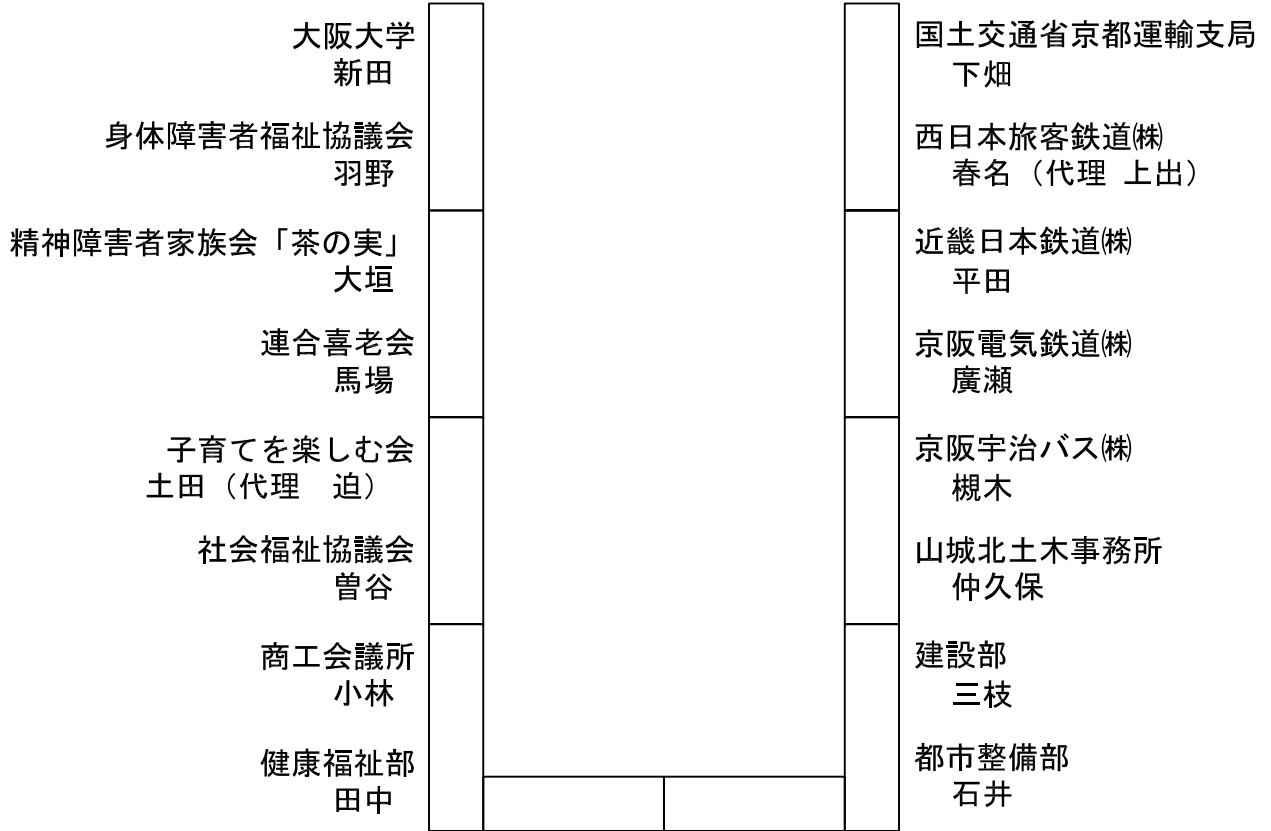 大阪大学
新田
身体障害者福祉協議会
羽野
精神障害者家族会「茶の実」
大垣
連合喜老会
馬場
子育てを楽しむ会
土田（代理　迫）
社会福祉協議会
曽谷
商工会議所
小林
健康福祉部
田中
国土交通省京都運輸支局
下畑
西日本旅客鉄道㈱
春名（代理 上出）
近畿日本鉄道㈱
平田
京阪電気鉄道㈱
廣瀬
京阪宇治バス㈱
槻木
山城北土木事務所
仲久保
建設部
三枝
都市整備部
石井